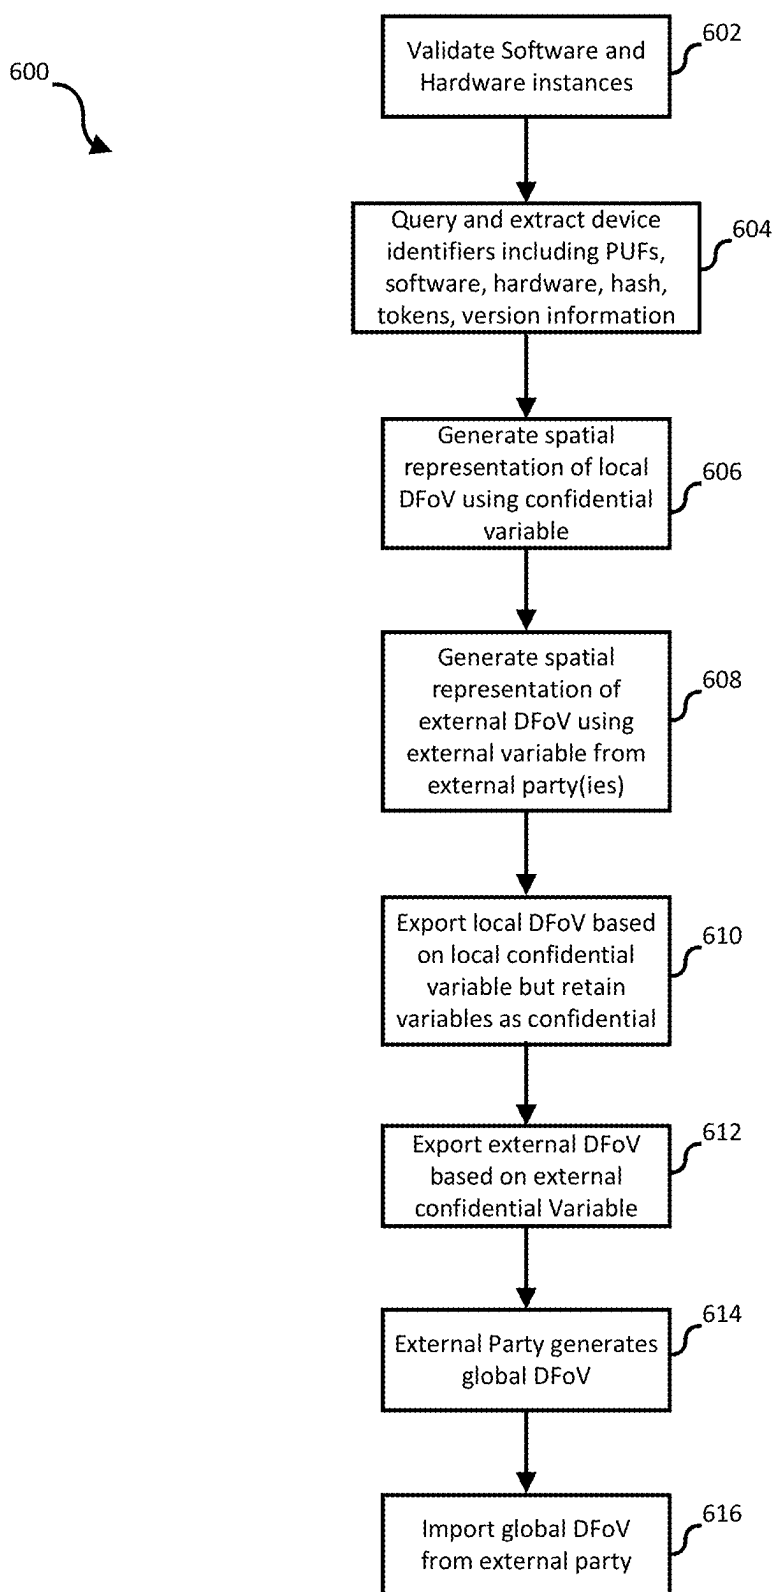 600
Validate Software and
Hardware instances
602
Query and extract device
identifiers including PUFs,
software, hardware, hash,
tokens, version information
604
Generate spatial
representation of local
DFoV using confidential
variable
606
Generate spatial
representation of
external DFoV using
external variable from
external party(ies)
608
Export local DFoV based
on local confidential
variable but retain
variables as confidential
610
Export external DFoV
based on external
confidential Variable
612
External Party generates
global DFoV
614
Import global DFoV
from external party
616